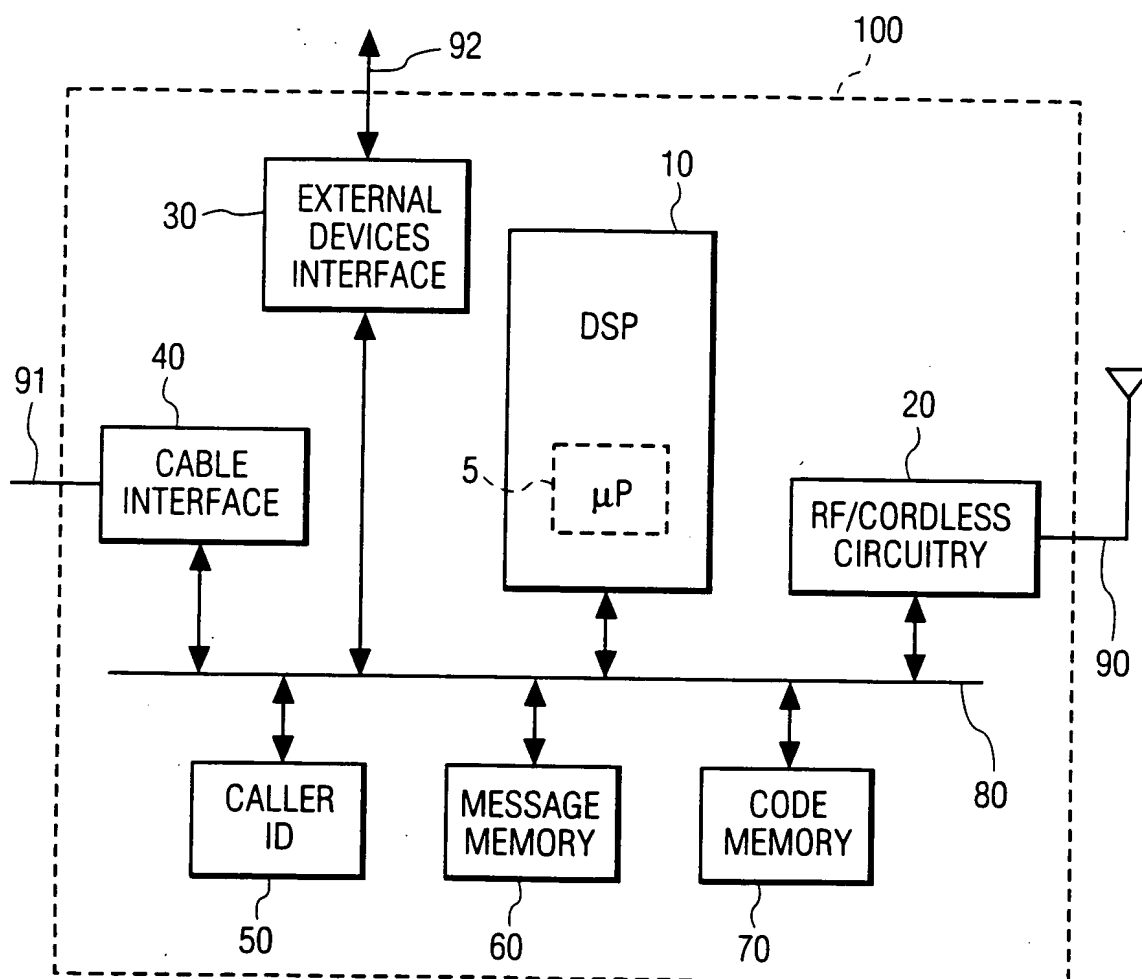 100
92
10
30
EXTERNAL
DEVICES
INTERFACE
DSP
40
91
20
CABLE
INTERFACE
5
μP
RF/CORDLESS
CIRCUITRY
90
80
CALLER
ID
MESSAGE
MEMORY
CODE
MEMORY
50
60
70